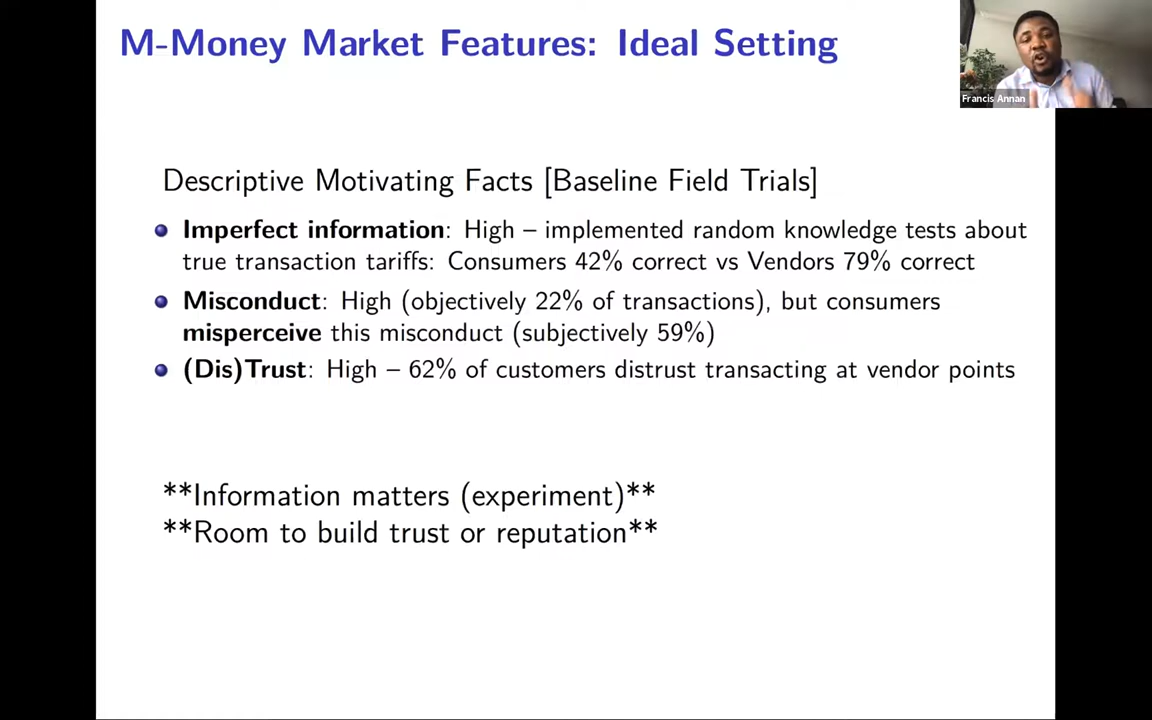 M-Money Market Features: Ideal Setting
Francis Annan
Descriptive Motivating Facts [Baseline Field Trials]
Imperfect information: High – implemented random knowledge tests about
true transaction tariffs: Consumers 42% correct vs Vendors 79% correct
Misconduct: High (objectively 22% of transactions), but consumers
misperceive this misconduct (subjectively 59%)
(Dis)Trust: High – 62% of customers distrust transacting at vendor points
**Information matters (experiment)**
**Room to build trust or reputation**